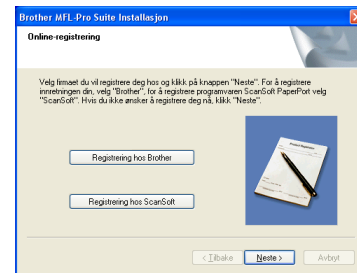 Brother MFL-Pro Suite Installasjon
Online-registrering
Velg firmaet du vil registrere deg hos og klikk på knappen "Neste". For å registrere
innretningen din, velg "Brother", for å registrere programvaren ScanSoft PaperPort velg
"ScanSoft". Hvis du ikke ønsker å registrere deg nå, klikk "Neste".
Registrering hos Brother
Registrering hos ScanSoft
Product Registration
< Tilbake
Neste >
Avbryt